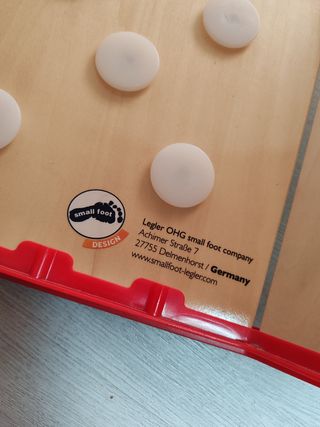 small foot
DESIGN
Legler OHG small foot company
Achimer Straße 7
27755 Delmenhorst / Germany
www.smallfoot-legler.com